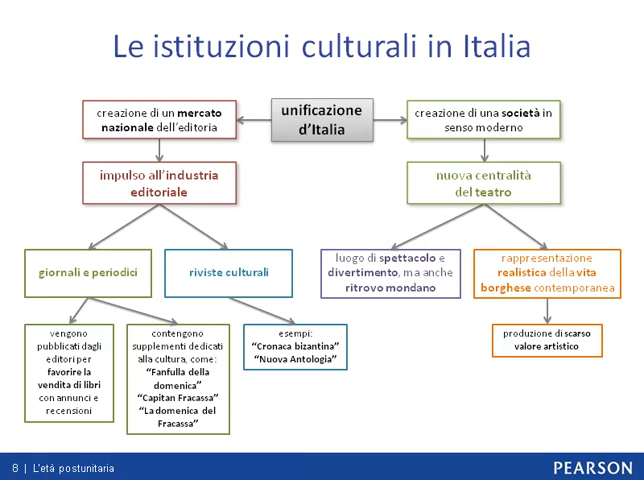 Le istituzioni culturali in Italia
creazione di un mercato
nazionale dell'editoria
unificazione
d'Italia
creazione di una società in
senso moderno
impulso all'industria
editoriale
nuova centralità
del teatro
giornali e periodici
riviste culturali
luogo di spettacolo e
divertimento, ma anche
ritrovo mondano
rappresentazione
realistica della vita
borghese contemporanea
vengono
pubblicati dagli
editori per
favorire la
vendita di libri
con annunci e
recensioni
contengono
supplementi dedicati
alla cultura, come:
"Fanfulla della
domenica"
"Capitan Fracassa"
"La domenica del
Fracassa"
esempi:
"Cronaca bizantina"
"Nuova Antologia"
produzione di scarso
valore artistico
8 | L'età postunitaria
PEARSON